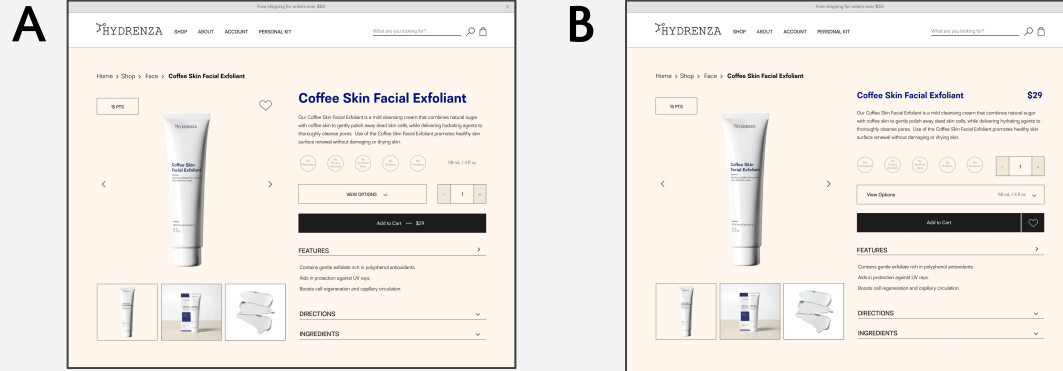 A
Free shipping for orders over $50
HYDRENZA SHOP ABOUT ACCOUNT PERSONAL KIT What are you looking for?
Home > Shop > Face > Coffee Skin Facial Exfoliant
15 PTS
HYDRENZA
Coffee Skin
Facial Exfoliant
Coffee Skin Facial Exfoliant
Our Coffee Skin Facial Exfoliant is a mild cleansing cream that combines natural sugar
with coffee skin to gently polish away dead skin cells, while delivering hydrating agents to
thoroughly cleanse pores. Use of the Coffee Skin Facial Exfoliant promotes healthy skin
surface renewal without damaging or drying skin.
118 mL / 4 fl oz
VIEW OPTIONS - 1 +
Add to Cart — $29
FEATURES
Contains gentle exfoliate rich in polyphenol antioxidants.
Aids in protection against UV rays.
Boosts cell regeneration and capillary circulation.
DIRECTIONS
INGREDIENTS
B
Free shipping for orders over $50
HYDRENZA SHOP ABOUT ACCOUNT PERSONAL KIT What are you looking for?
Home > Shop > Face > Coffee Skin Facial Exfoliant
15 PTS
HYDRENZA
Coffee Skin
Facial Exfoliant
Coffee Skin Facial Exfoliant $29
Our Coffee Skin Facial Exfoliant is a mild cleansing cream that combines natural sugar
with coffee skin to gently polish away dead skin cells, while delivering hydrating agents to
thoroughly cleanse pores. Use of the Coffee Skin Facial Exfoliant promotes healthy skin
surface renewal without damaging or drying skin.
- 1 +
View Options 118 mL / 4 fl oz
Add to Cart
FEATURES
Contains gentle exfoliate rich in polyphenol antioxidants.
Aids in protection against UV rays.
Boosts cell regeneration and capillary circulation.
DIRECTIONS
INGREDIENTS